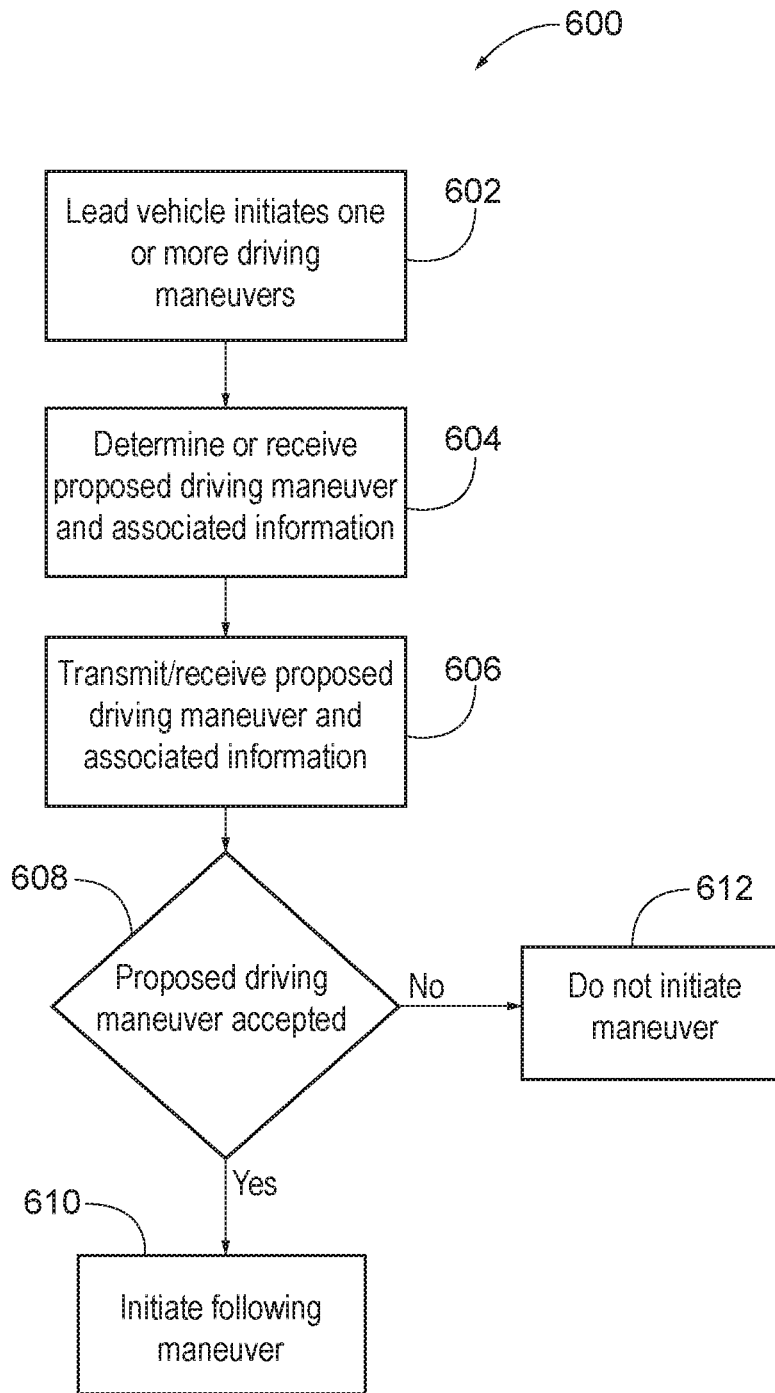 600
Lead vehicle initiates one
or more driving
maneuvers
602
Determine or receive
proposed driving maneuver
and associated information
604
Transmit/receive proposed
driving maneuver and
associated information
606
608
Proposed driving
maneuver accepted
No
612
Do not initiate
maneuver
Yes
610
Initiate following
maneuver